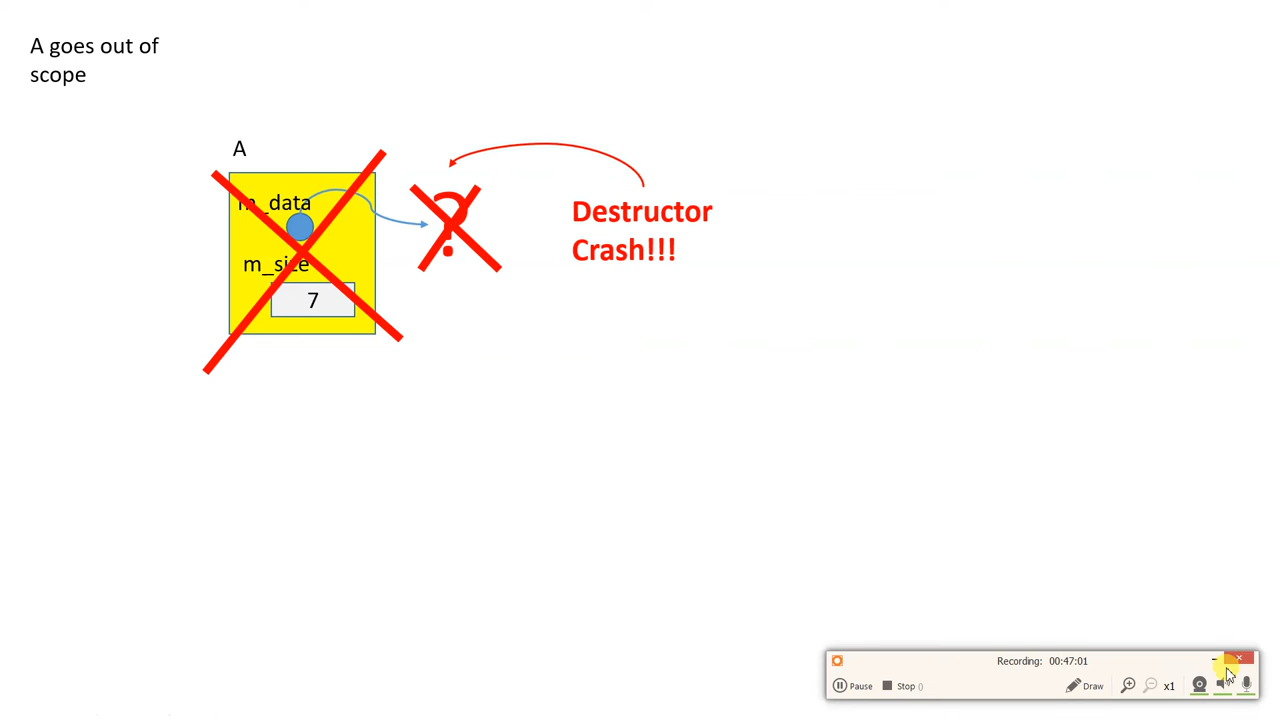 A goes out of
scope
A
m_data
?
Destructor
Crash!!!
m_size
7
Recording: 00:47:01
Pause
Stop ()
Draw
x1